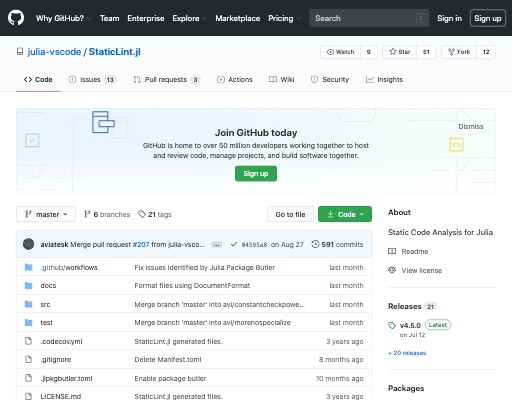 Why GitHub? Team Enterprise Explore Marketplace Pricing Search / Sign in Sign up
julia-vscode / StaticLint.jl
Watch 9 Star 51 Fork 12
Code Issues 13 Pull requests 3 Actions Wiki Security Insights
Dismiss
Join GitHub today
GitHub is home to over 50 million developers working together to host
and review code, manage projects, and build software together.
Sign up
master 6 branches 21 tags Go to file Code
aviatesk Merge pull request #207 from julia-vsco... ... 04595a8 on Aug 27 591 commits
.github/workflows Fix issues identified by Julia Package Butler last month
docs Format files using DocumentFormat last month
src Merge branch 'master' into avi/constantcheckpowe... last month
test Merge branch 'master' into avi/morenospecialize last month
.codecov.yml StaticLint.jl generated files. 3 years ago
.gitignore Delete Manifest.toml 8 months ago
.jlpkgbutler.toml Enable package butler 10 months ago
LICENSE.md StaticLint.jl generated files. 3 years ago
About
Static Code Analysis for Julia
Readme
View license
Releases 21
v4.5.0 Latest
on Jul 12
+ 20 releases
Packages